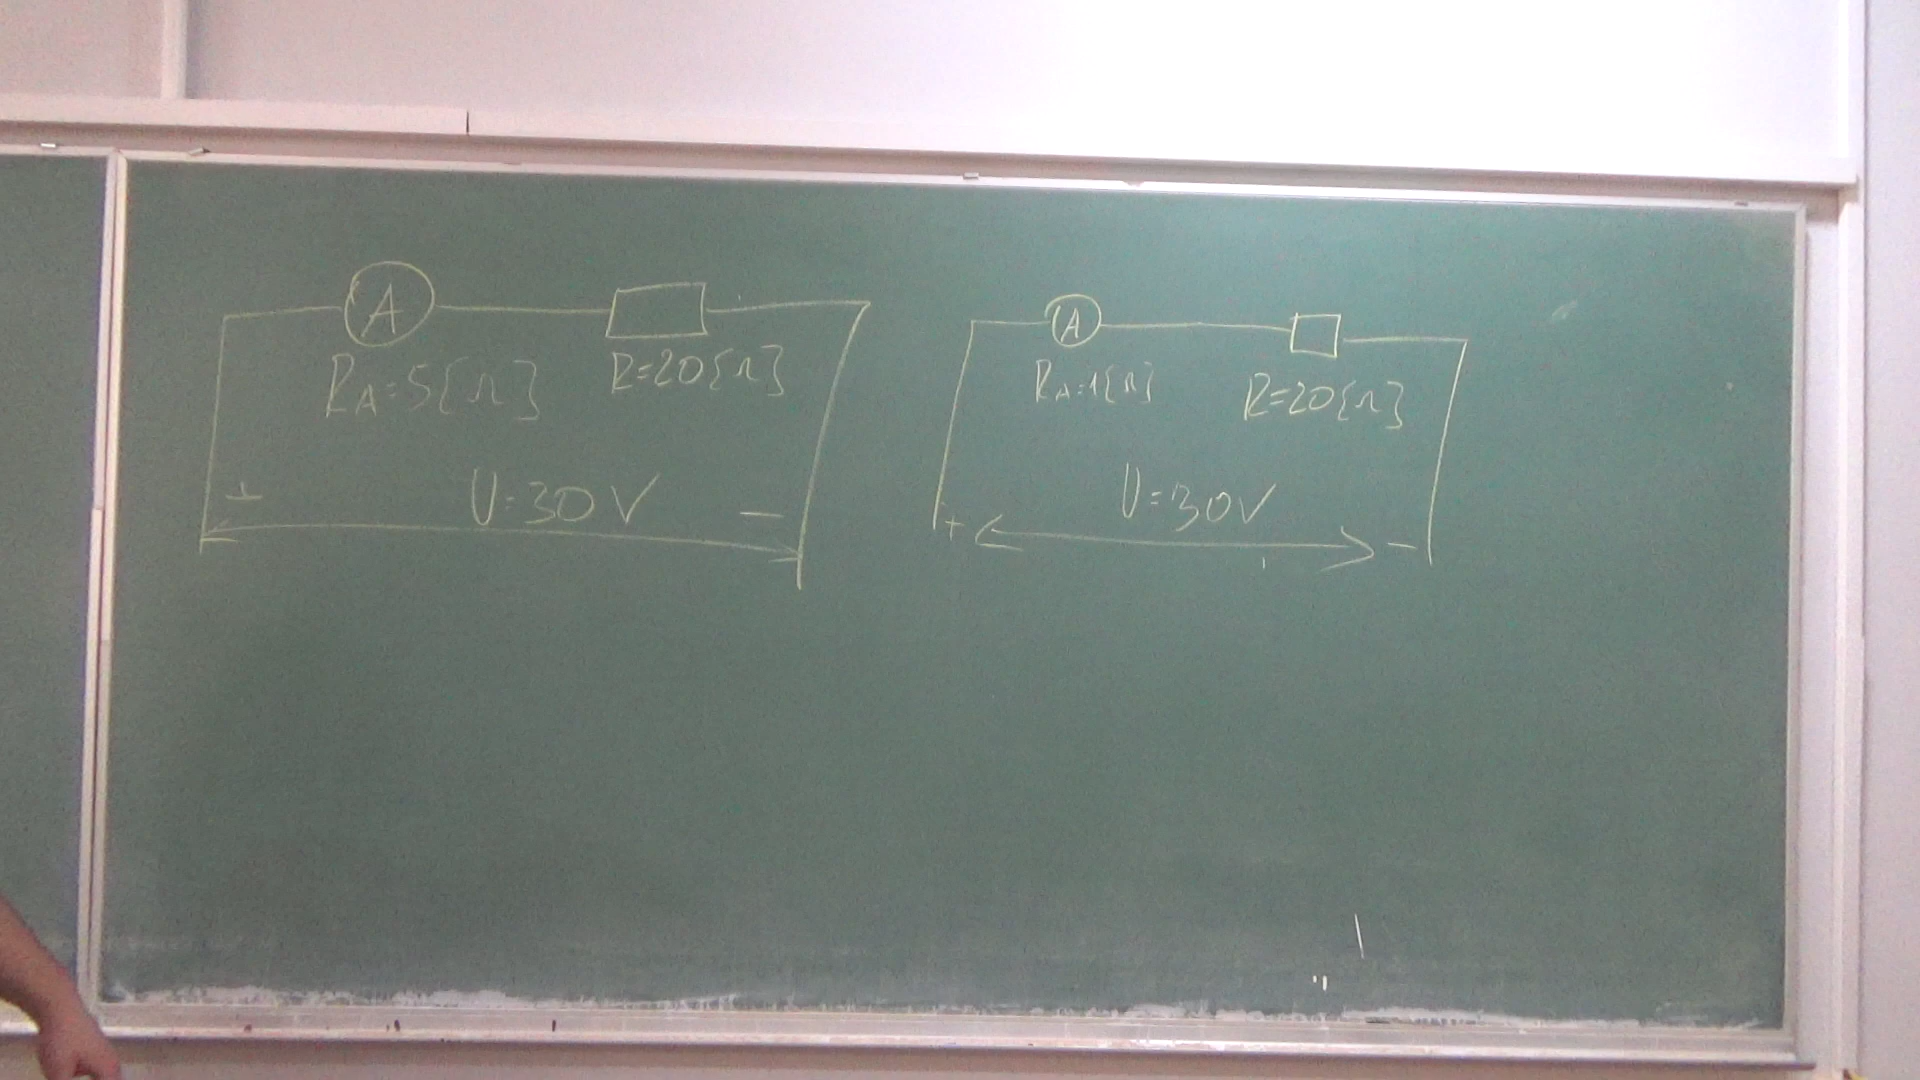 A
R_A=5[Ω]
R=20[Ω]
+ U=30V −
A
R_A=1[Ω]
R=20[Ω]
+ U=30V −